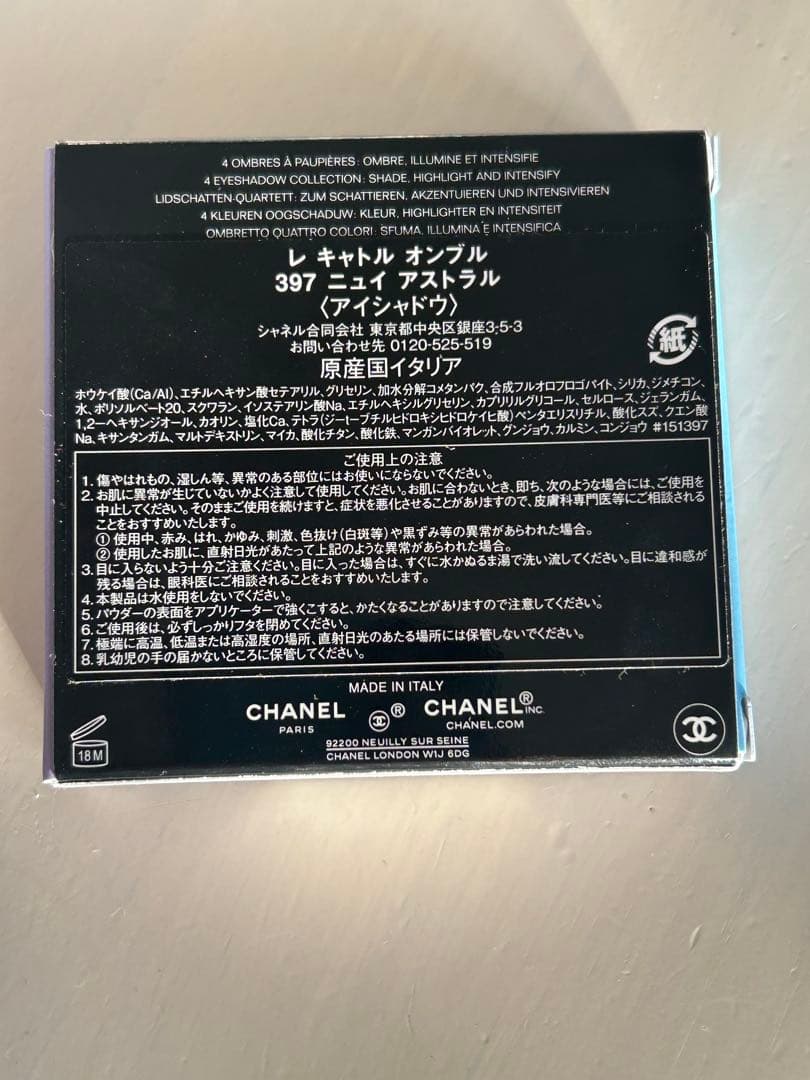 4 OMBRES À PAUPIÈRES : OMBRE, ILLUMINE ET INTENSIFIE
4 EYESHADOW COLLECTION : SHADE, HIGHLIGHT AND INTENSIFY
LIDSCHATTEN-QUARTETT : ZUM SCHATTIEREN, AKZENTUIEREN UND INTENSIVIEREN
4 KLEUREN OOGSCHADUW : KLEUR, HIGHLIGHTER EN INTENSITEIT
OMBRETTO QUATTRO COLORI : SFUMA, ILLUMINA E INTENSIFICA
レ キャトル オンブル
397 ニュイ アストラル
〈アイシャドウ〉
シャネル合同会社 東京都中央区銀座3-5-3
お問い合わせ先 0120-525-519
原産国イタリア
紙
ホウケイ酸(Ca/Al)、エチルヘキサン酸セテアリル、グリセリン、加水分解コメタンパク、合成フルオロフロゴパイト、シリカ、ジメチコン、
水、ポリソルベート20、スクワラン、イソステアリン酸Na、エチルヘキシルグリセリン、カプリリルグリコール、セルロース、ジェランガム、
1,2-ヘキサンジオール、カオリン、塩化Ca、テトラ(ジ-t-ブチルヒドロキシヒドロケイヒ酸)ペンタエリスリチル、酸化スズ、クエン酸
Na、キサンタンガム、マルトデキストリン、マイカ、酸化チタン、酸化鉄、マンガンバイオレット、グンジョウ、カルミン、コンジョウ #151397
ご使用上の注意
1. 傷やはれもの、湿しん等、異常のある部位にはお使いにならないでください。
2. お肌に異常が生じていないかよく注意して使用してください。お肌に合わないとき、即ち、次のような場合には、ご使用を
中止してください。そのままご使用を続けますと、症状を悪化させることがありますので、皮膚科専門医等にご相談される
ことをおすすめいたします。
① 使用中、赤み、はれ、かゆみ、刺激、色抜け(白斑等)や黒ずみ等の異常があらわれた場合。
② 使用したお肌に、直射日光があたって上記のような異常があらわれた場合。
3. 目に入らないよう十分ご注意ください。目に入った場合は、すぐに水かぬるま湯で洗い流してください。目に違和感が
残る場合は、眼科医にご相談されることをおすすめいたします。
4. 本製品は水使用をしないでください。
5. パウダーの表面をアプリケーターで強くこすると、かたくなることがありますので注意してください。
6. ご使用後は、必ずしっかりフタを閉めてください。
7. 極端に高温、低温または高湿度の場所、直射日光のあたる場所には保管しないでください。
8. 乳幼児の手の届かないところに保管してください。
MADE IN ITALY
CHANEL ® CHANEL® INC.
PARIS CHANEL.COM
92200 NEUILLY SUR SEINE
CHANEL LONDON W1J 6DG
18 M